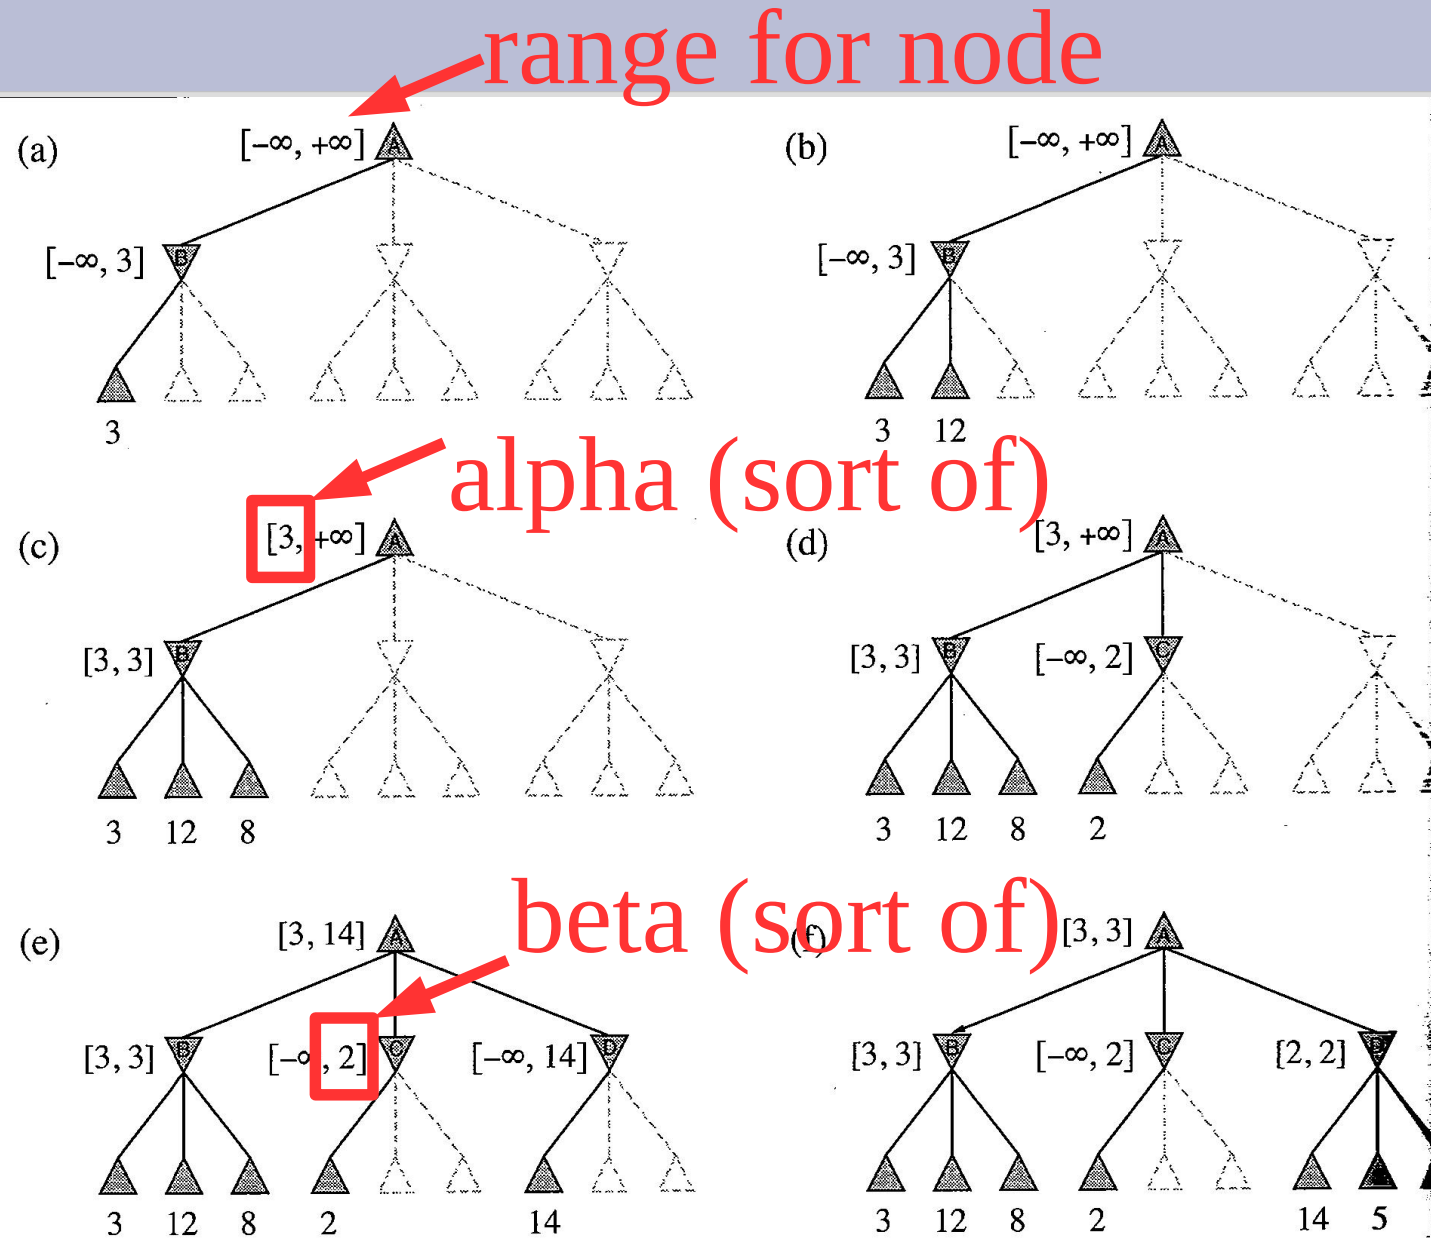 range for node
(a) [−∞, +∞] A
[−∞, 3] B
3
(b) [−∞, +∞] A
[−∞, 3] B
3 12
alpha (sort of)
(c) [3, +∞] A
[3, 3] B
3 12 8
(d) [3, +∞] A
[3, 3] B [−∞, 2] C
3 12 8 2
beta (sort of)
(e) [3, 14] A
[3, 3] B [−∞, 2] C [−∞, 14] D
3 12 8 2 14
(f) [3, 3] A
[3, 3] B [−∞, 2] C [2, 2] D
3 12 8 2 14 5